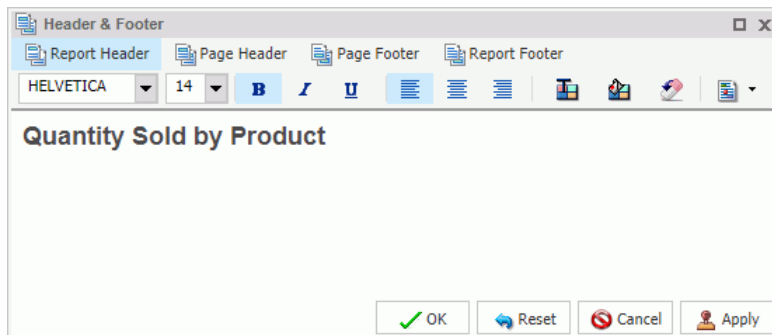 Header & Footer
Report Header Page Header Page Footer Report Footer
HELVETICA 14 B I U
Quantity Sold by Product
OK Reset Cancel Apply